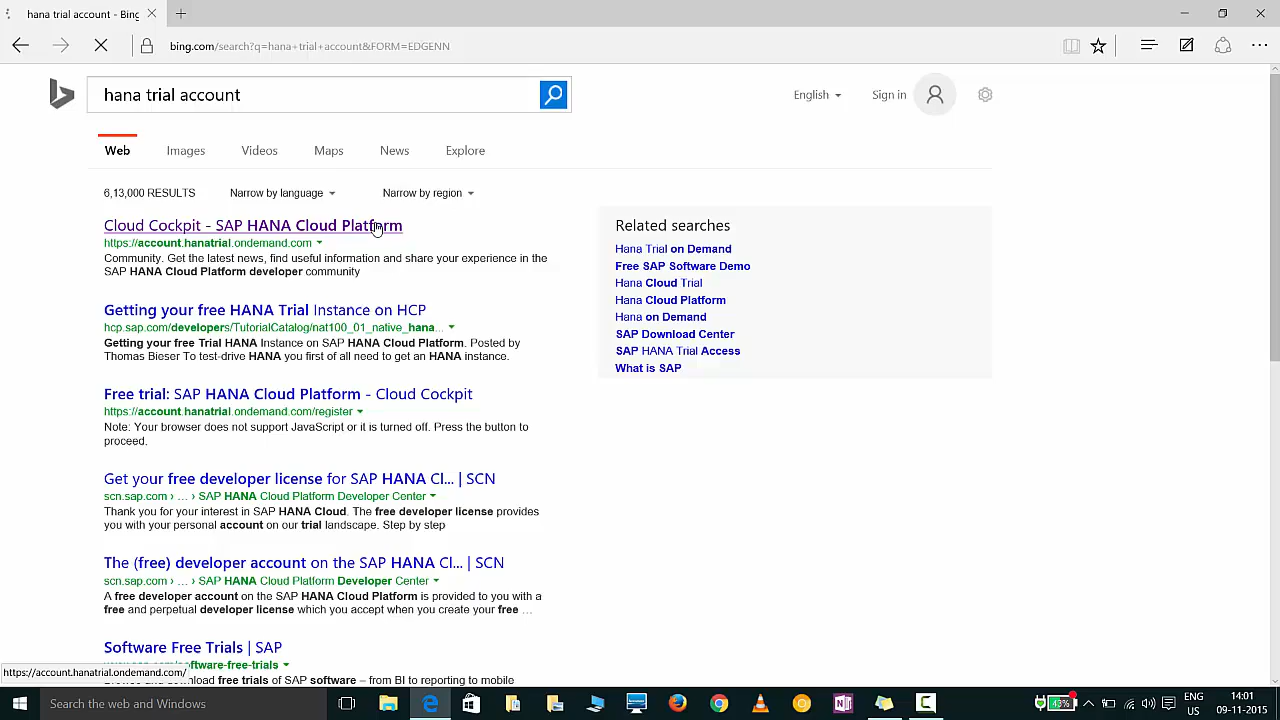 hana trial account - Bing
bing.com/search?q=hana+trial+account&FORM=EDGENN
hana trial account
English
Sign in
Web
Images
Videos
Maps
News
Explore
6,13,000 RESULTS
Narrow by language
Narrow by region
Cloud Cockpit - SAP HANA Cloud Platform
https://account.hanatrial.ondemand.com
Community. Get the latest news, find useful information and share your experience in the
SAP HANA Cloud Platform developer community
Getting your free HANA Trial Instance on HCP
hcp.sap.com/developers/TutorialCatalog/nat100_01_native_hana...
Getting your free Trial HANA Instance on SAP HANA Cloud Platform. Posted by
Thomas Bieser To test-drive HANA you first of all need to get an HANA instance.
Free trial: SAP HANA Cloud Platform - Cloud Cockpit
https://account.hanatrial.ondemand.com/register
Note: Your browser does not support JavaScript or it is turned off. Press the button to
proceed.
Get your free developer license for SAP HANA Cl... | SCN
scn.sap.com › ... › SAP HANA Cloud Platform Developer Center
Thank you for your interest in SAP HANA Cloud. The free developer license provides
you with your personal account on our trial landscape. Step by step
The (free) developer account on the SAP HANA Cl... | SCN
scn.sap.com › ... › SAP HANA Cloud Platform Developer Center
A free developer account on the SAP HANA Cloud Platform is provided to you with a
free and perpetual developer license which you accept when you create your free ...
Software Free Trials | SAP
software-free-trials
download free trials of SAP software – from BI to reporting to mobile
Related searches
Hana Trial on Demand
Free SAP Software Demo
Hana Cloud Trial
Hana Cloud Platform
Hana on Demand
SAP Download Center
SAP HANA Trial Access
What is SAP
https://account.hanatrial.ondemand.com/
Search the web and Windows
43%
ENG
US
14:01
09-11-2015